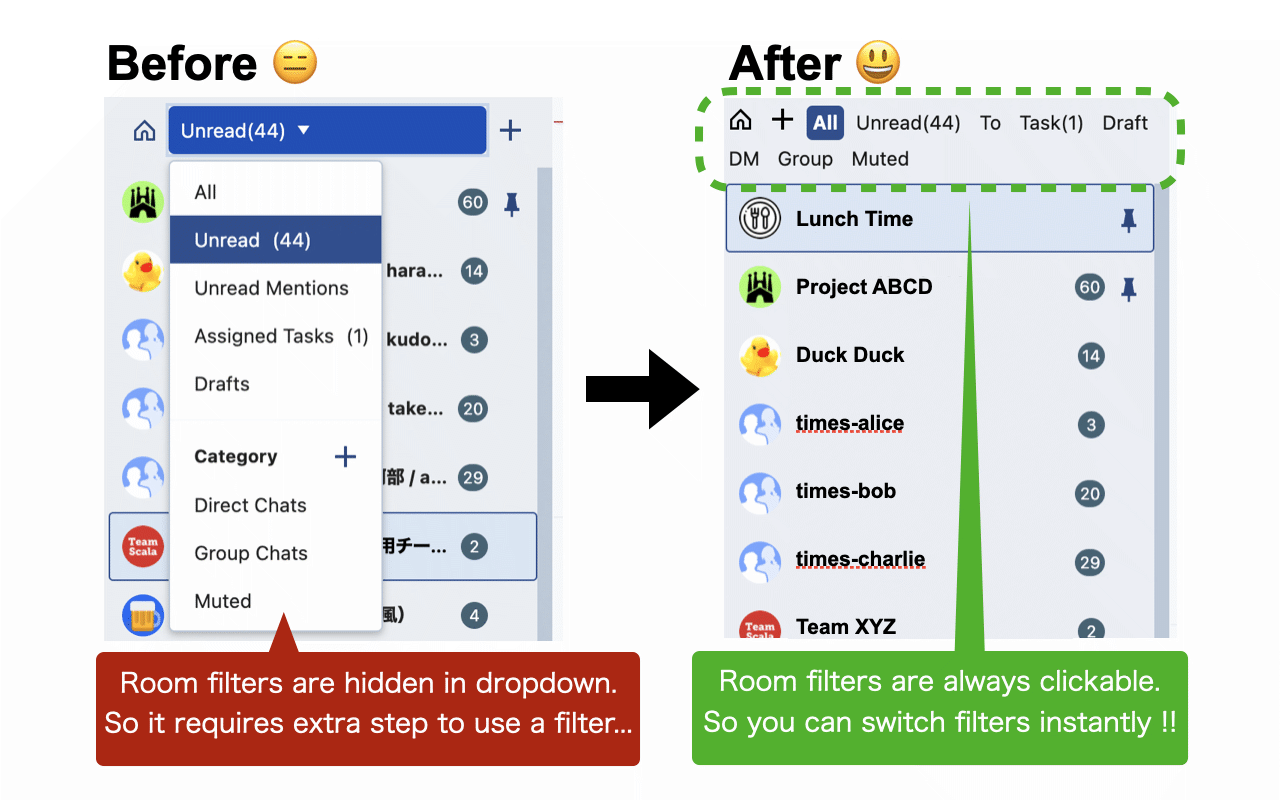 Before 😑
Unread(44) ▼
All
60
Unread (44)
hara...
14
Unread Mentions
Assigned Tasks (1)
kudo...
3
Drafts
take...
20
Category
部 / a...
29
Direct Chats
Team
Scala
用チー...
2
Group Chats
Muted
風）
4
Room filters are hidden in dropdown.
So it requires extra step to use a filter...
After 😃
All Unread(44) To Task(1) Draft
DM Group Muted
Lunch Time
Project ABCD 60
Duck Duck 14
times-alice 3
times-bob 20
times-charlie 29
Team
Scala
Team XYZ 2
Room filters are always clickable.
So you can switch filters instantly !!